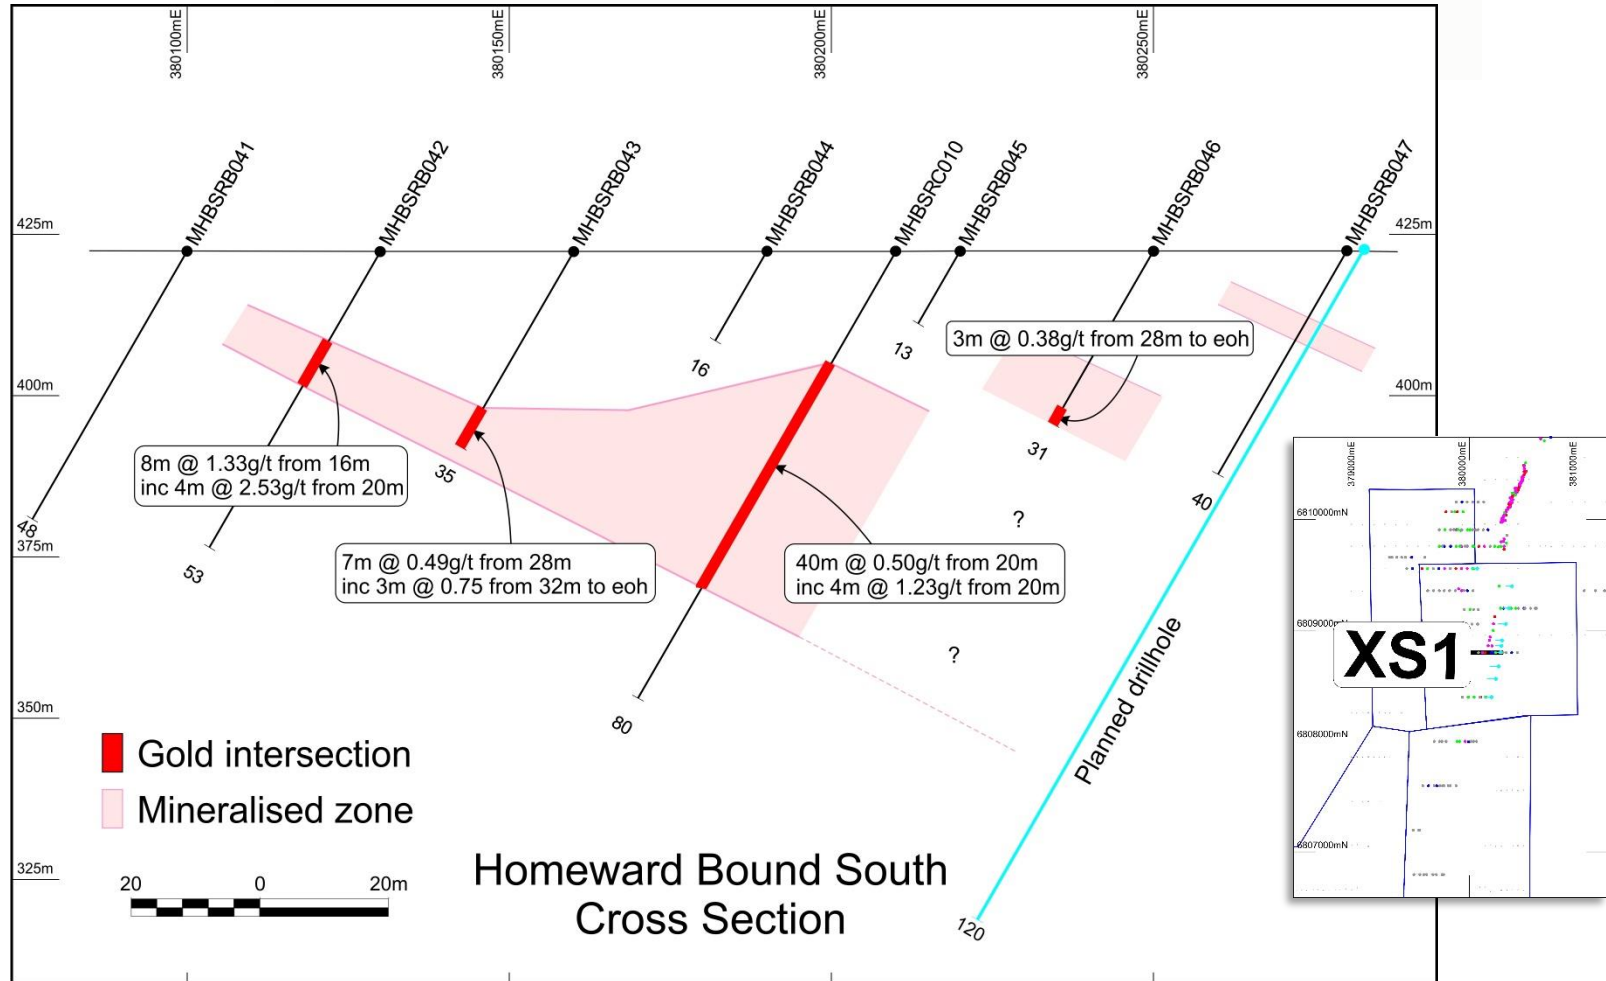 380100mE
380150mE
380200mE
380250mE
MHBSRB041
MHBSRB042
MHBSRB043
MHBSRB044
MHBSRC010
MHBSRB045
MHBSRB046
MHBSRB047
425m
425m
400m
400m
375m
350m
325m
48
53
35
16
80
13
31
40
120
3m @ 0.38g/t from 28m to eoh
8m @ 1.33g/t from 16m
inc 4m @ 2.53g/t from 20m
7m @ 0.49g/t from 28m
inc 3m @ 0.75 from 32m to eoh
40m @ 0.50g/t from 20m
inc 4m @ 1.23g/t from 20m
?
?
Planned drillhole
Gold intersection
Mineralised zone
20 0 20m
Homeward Bound South
Cross Section
379000mE
380000mE
381000mE
6810000mN
6809000mN
XS1
6808000mN
6807000mN